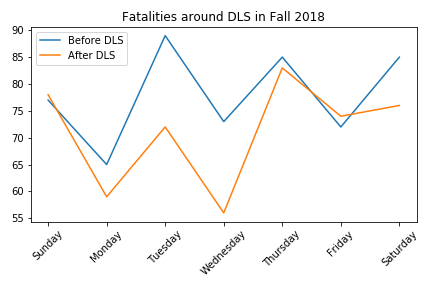 Fatalities around DLS in Fall 2018
Before DLS
After DLS
90
85
80
75
70
65
60
55
Sunday
Monday
Tuesday
Wednesday
Thursday
Friday
Saturday